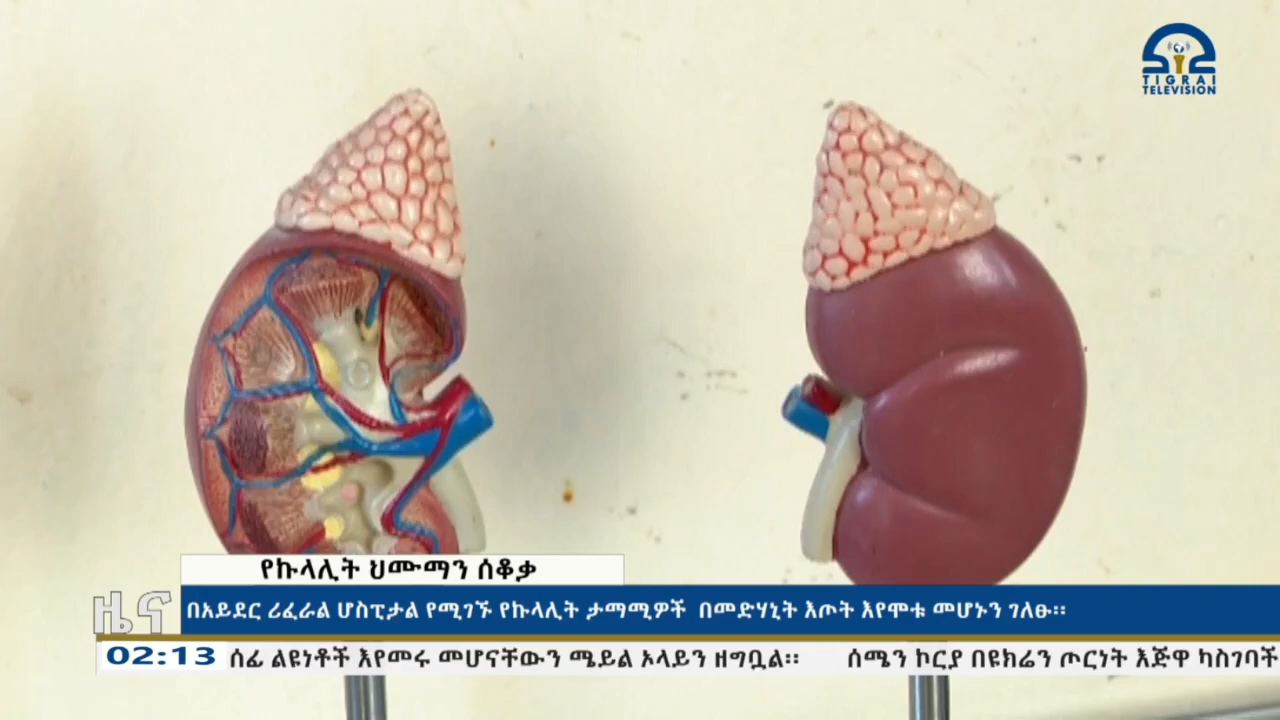 TIGRAI
TELEVISION
የኩላሊት ህሙማን ሰቆቃ
ዜና
በአይደር ሪፈራል ሆስፒታል የሚገኙ የኩላሊት ታማሚዎች በመድሃኒት እጦት እየሞቱ መሆኑን ገለፁ።
02:13 ሰፊ ልዩነቶች እየመሩ መሆናቸውን ሜይል ኦላይን ዘግቧል። ሰሜን ኮርያ በዩክሬን ጦርነት እጅዋ ካስገባች